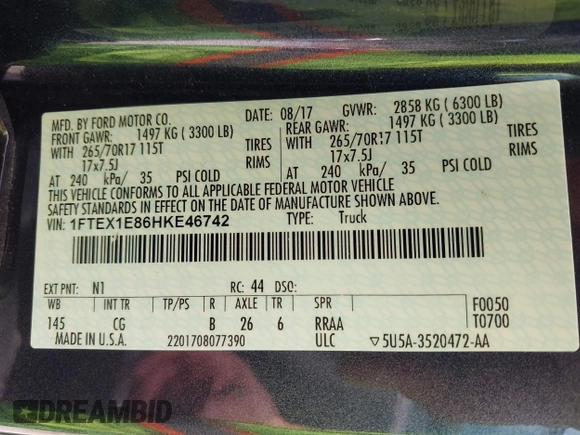 MFD. BY FORD MOTOR CO. DATE: 08/17 GVWR: 2858 KG ( 6300 LB)
FRONT GAWR: 1497 KG ( 3300 LB) REAR GAWR: 1497 KG ( 3300 LB)
WITH 265/70R17 115T TIRES WITH 265/70R17 115T TIRES
17x7.5J RIMS 17x7.5J RIMS
AT 240 kPa/ 35 PSI COLD AT 240 kPa/ 35 PSI COLD
THIS VEHICLE CONFORMS TO ALL APPLICABLE FEDERAL MOTOR VEHICLE
SAFETY STANDARDS IN EFFECT ON THE DATE OF MANUFACTURE SHOWN ABOVE.
VIN: 1FTEX1E86HKE46742 TYPE: Truck
EXT PNT: N1 RC: 44 DSO:
WB INT TR TP/PS R AXLE TR SPR F0050
145 CG B 26 6 RRAA T0700
MADE IN U.S.A. 2201708077390 ULC ▽5U5A-3520472-AA
DREAMBID